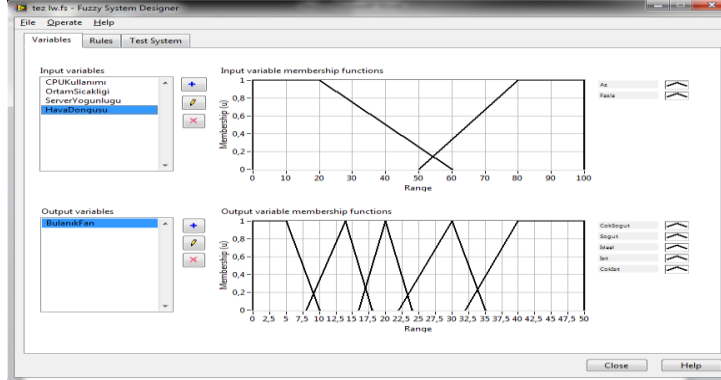 tez lw.fs - Fuzzy System Designer
File Operate Help
Variables Rules Test System
Input variables
CPUKullanımı
OrtamSicakligi
ServerYogunlugu
HavaDongusu
Input variable membership functions
Membership (u)
1
0,8
0,6
0,4
0,2
0
0 10 20 30 40 50 60 70 80 90 100
Range
Az
Fazla
Output variables
BulanıkFan
Output variable membership functions
Membership (u)
1
0,8
0,6
0,4
0,2
0
0 2,5 5 7,5 10 12,5 15 17,5 20 22,5 25 27,5 30 32,5 35 37,5 40 42,5 45 47,5 50
Range
CokSogut
Sogut
Ideal
Isıt
CokIsıt
Close Help